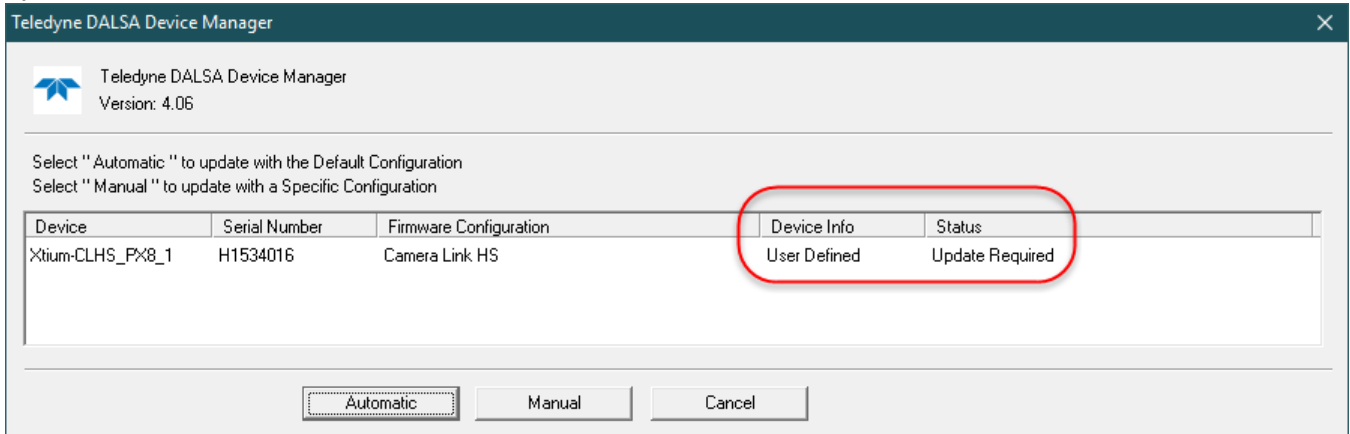 Teledyne DALSA Device Manager
Teledyne DALSA Device Manager
Version: 4.06
Select "Automatic" to update with the Default Configuration
Select "Manual" to update with a Specific Configuration
Device Serial Number Firmware Configuration Device Info Status
Xtium-CLHS_PX8_1 H1534016 Camera Link HS User Defined Update Required
Automatic Manual Cancel